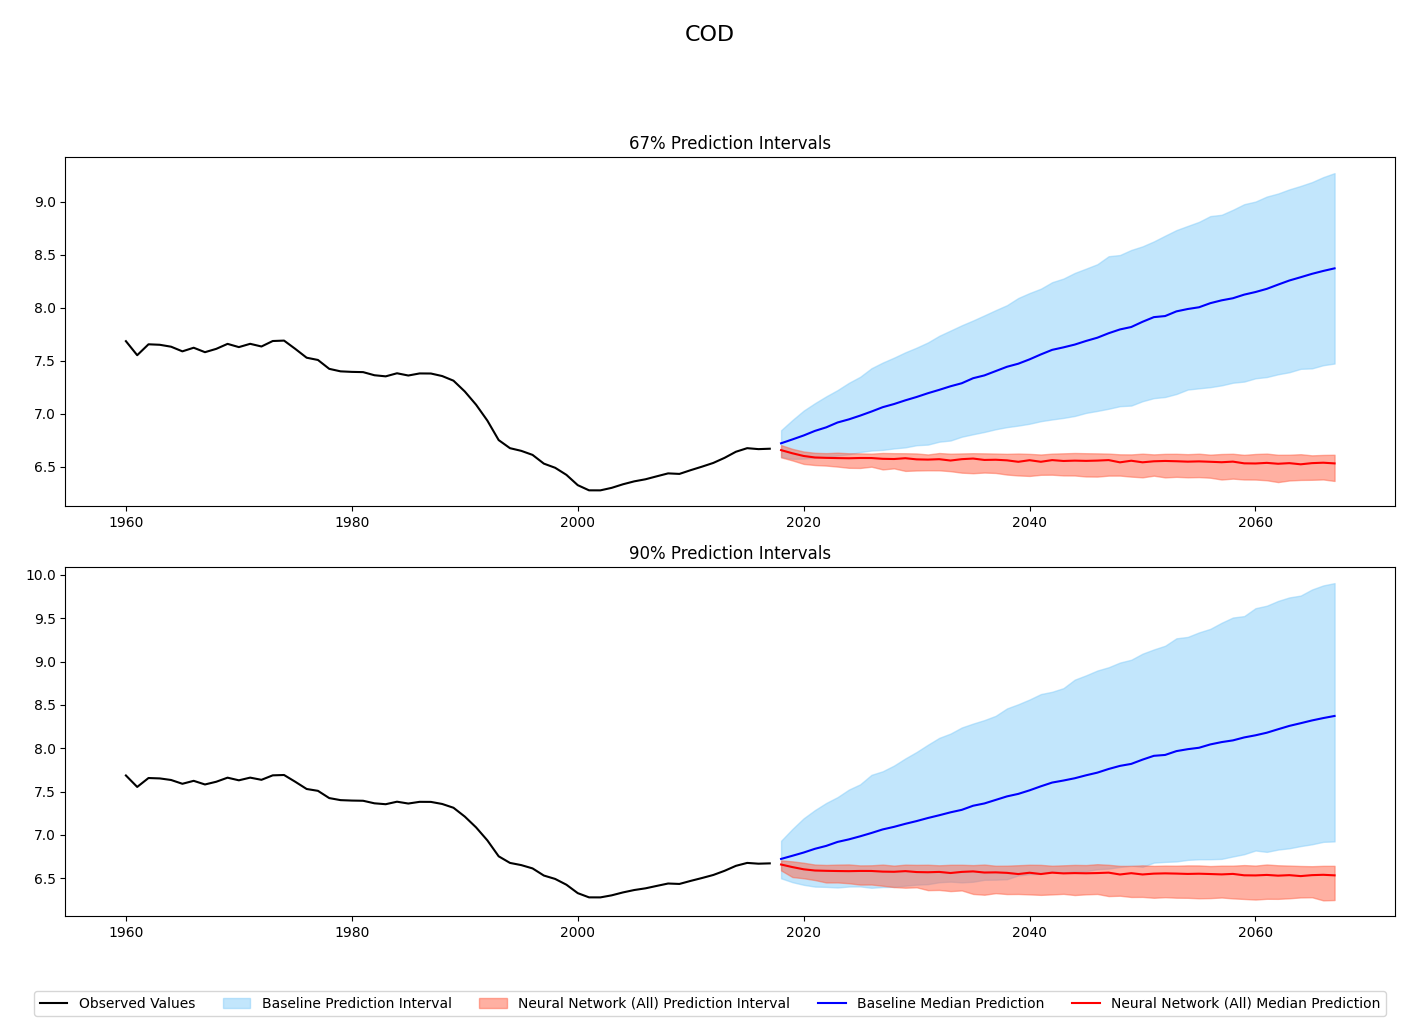 COD
67% Prediction Intervals
9.0
8.5
8.0
7.5
7.0
6.5
1960 1980 2000 2020 2040 2060
90% Prediction Intervals
10.0
9.5
9.0
8.5
8.0
7.5
7.0
6.5
1960 1980 2000 2020 2040 2060
Observed Values Baseline Prediction Interval Neural Network (All) Prediction Interval Baseline Median Prediction Neural Network (All) Median Prediction